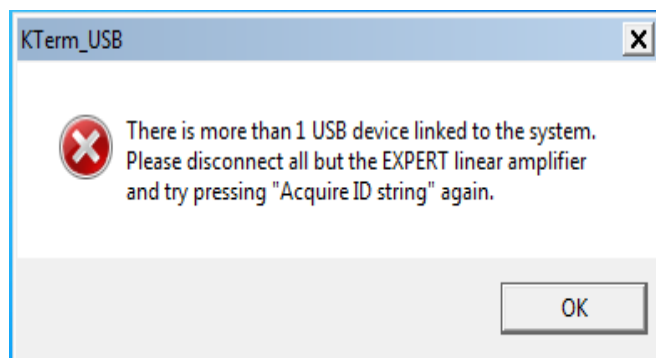 KTerm_USB
There is more than 1 USB device linked to the system.
Please disconnect all but the EXPERT linear amplifier
and try pressing "Acquire ID string" again.
OK